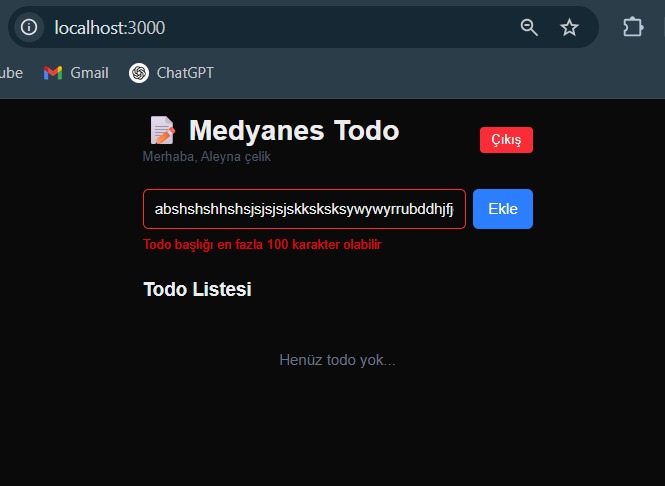 localhost:3000
ube Gmail ChatGPT
Medyanes Todo
Çıkış
Merhaba, Aleyna çelik
abshshshhshsjsjsjsjskksksksywywyrrubddhjfj Ekle
Todo başlığı en fazla 100 karakter olabilir
Todo Listesi
Henüz todo yok...